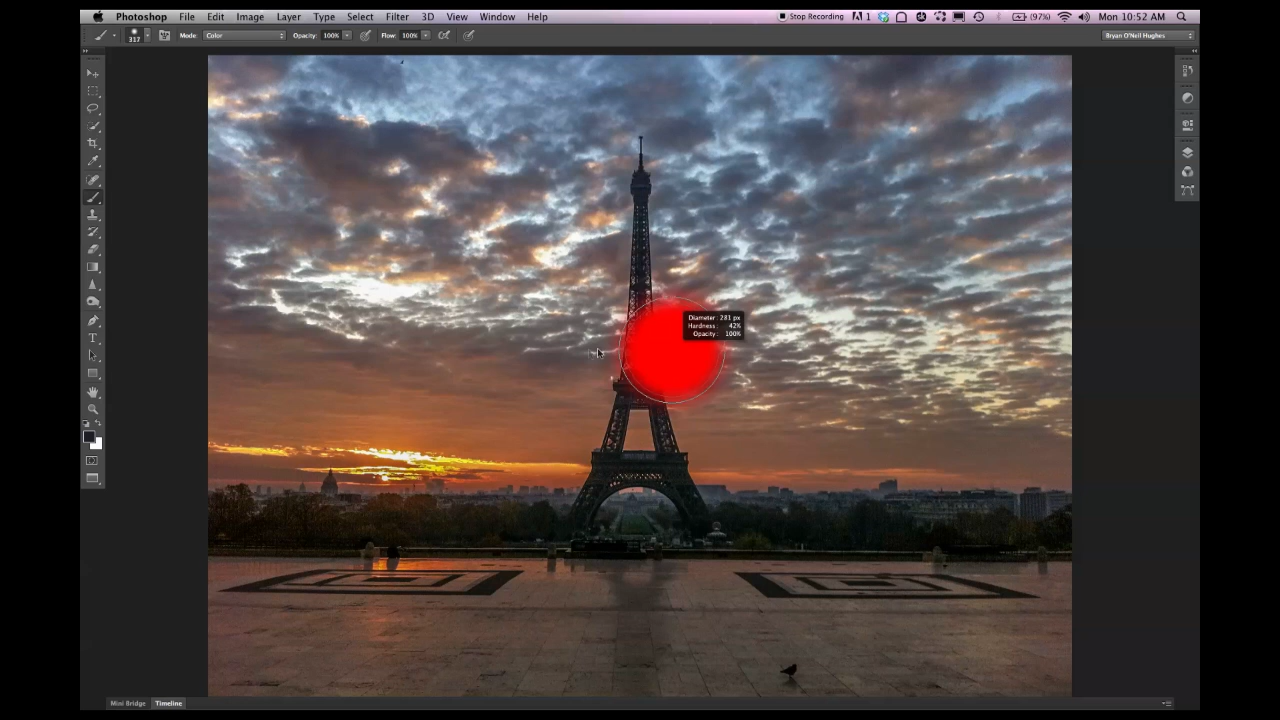 Photoshop File Edit Image Layer Type Select Filter 3D View Window Help Stop Recording 1 (97%) Mon 10:52 AM
317 Mode: Color Opacity: 100% Flow: 100% Bryan O'Neil Hughes
Diameter: 281 px
Hardness: 42%
Opacity: 100%
T
Mini Bridge Timeline